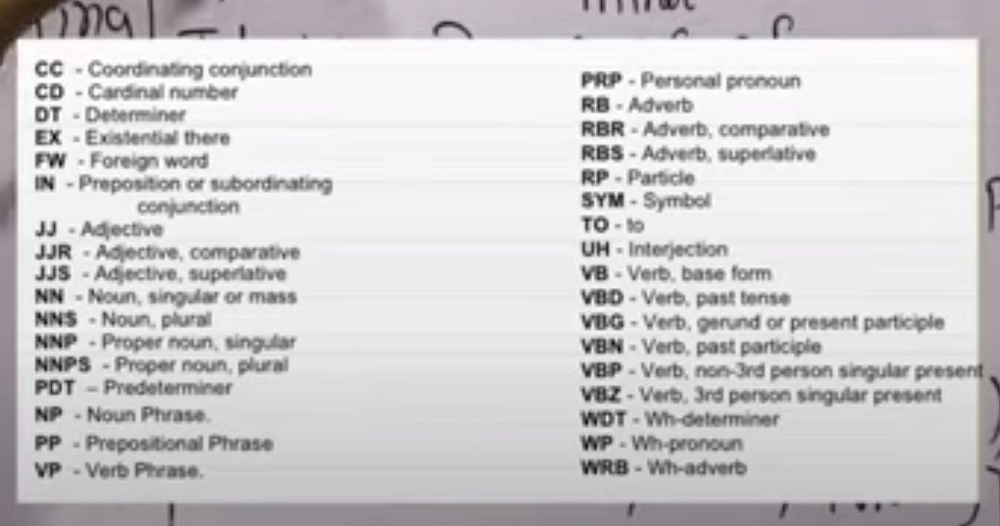 CC - Coordinating conjunction
CD - Cardinal number
DT - Determiner
EX - Existential there
FW - Foreign word
IN - Preposition or subordinating
conjunction
JJ - Adjective
JJR - Adjective, comparative
JJS - Adjective, superlative
NN - Noun, singular or mass
NNS - Noun, plural
NNP - Proper noun, singular
NNPS - Proper noun, plural
PDT – Predeterminer
NP - Noun Phrase.
PP - Prepositional Phrase
VP - Verb Phrase.
PRP - Personal pronoun
RB - Adverb
RBR - Adverb, comparative
RBS - Adverb, superlative
RP - Particle
SYM - Symbol
TO - to
UH - Interjection
VB - Verb, base form
VBD - Verb, past tense
VBG - Verb, gerund or present participle
VBN - Verb, past participle
VBP - Verb, non-3rd person singular present
VBZ - Verb, 3rd person singular present
WDT - Wh-determiner
WP - Wh-pronoun
WRB - Wh-adverb